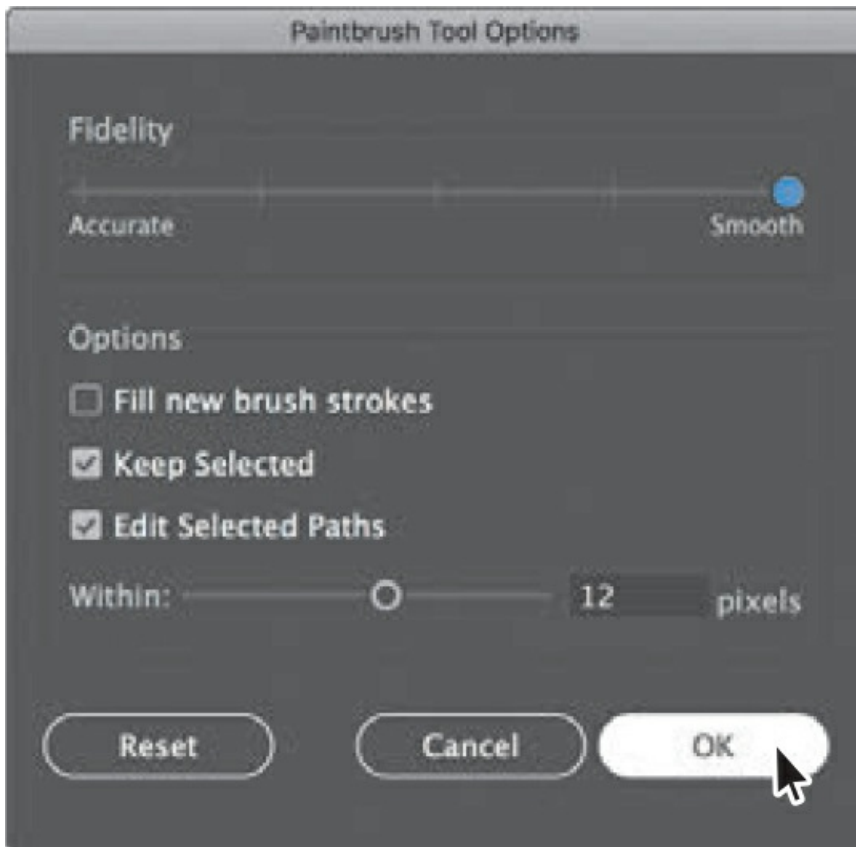 Paintbrush Tool Options
Fidelity
Accurate Smooth
Options
Fill new brush strokes
Keep Selected
Edit Selected Paths
Within: 12 pixels
Reset Cancel OK